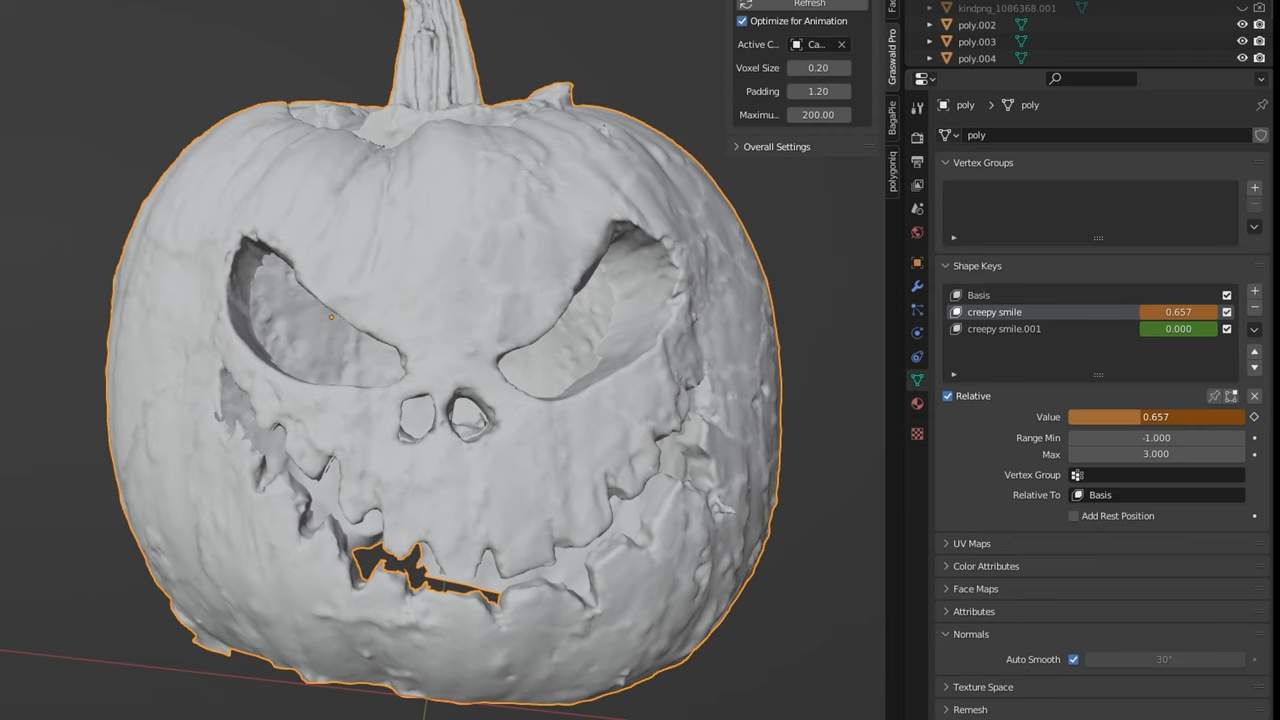 Refresh
Optimize for Animation
Active C...
Ca...
Voxel Size
0.20
Padding
1.20
Maximu...
200.00
Overall Settings
Graswald Pro
BagaPie
polygoniq
kindpng_1086368.001
poly.002
poly.003
poly.004
poly
poly
poly
Vertex Groups
Shape Keys
Basis
creepy smile 0.657
creepy smile.001 0.000
Relative
Value 0.657
Range Min -1.000
Max 3.000
Vertex Group
Relative To Basis
Add Rest Position
UV Maps
Color Attributes
Face Maps
Attributes
Normals
Auto Smooth 30°
Texture Space
Remesh